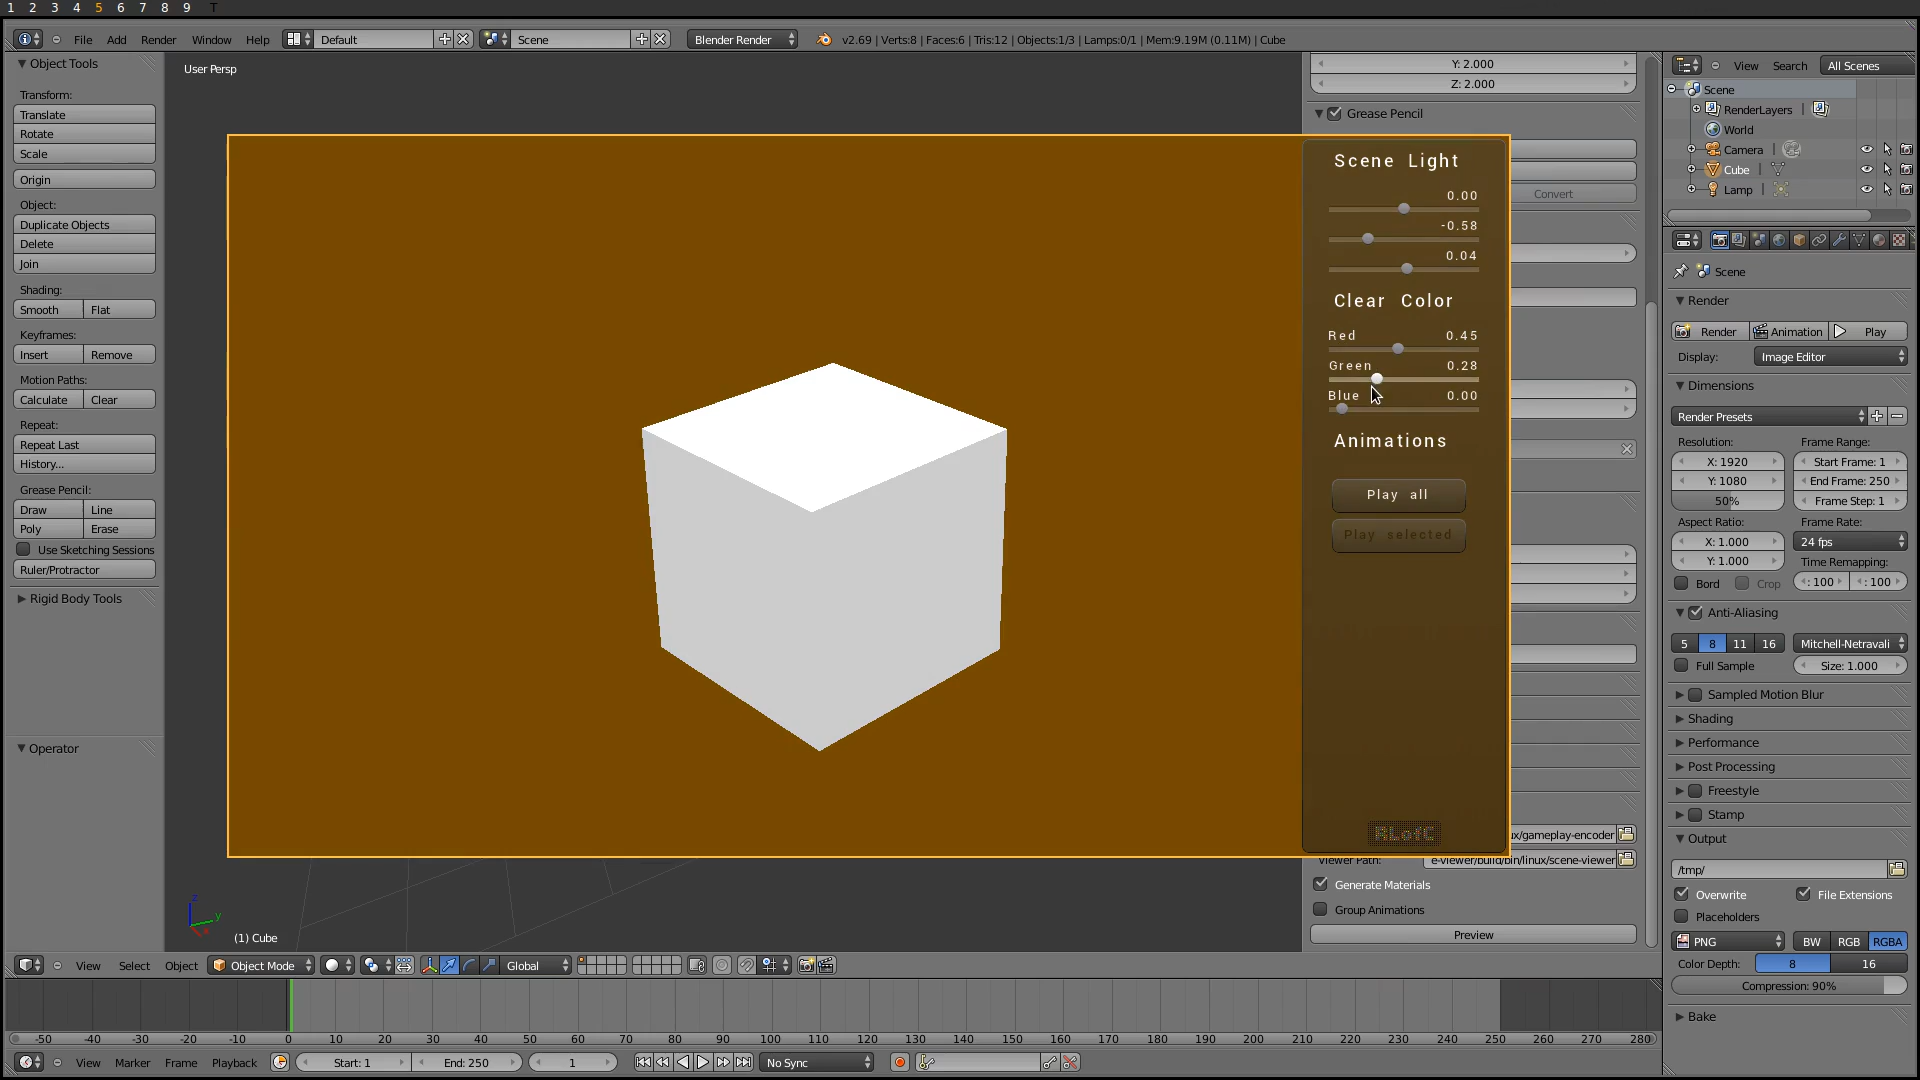 1 2 3 4 5 6 7 8 9 T
File Add Render Window Help Default Scene Blender Render v2.69 | Verts:8 | Faces:6 | Tris:12 | Objects:1/3 | Lamps:0/1 | Mem:9.19M (0.11M) | Cube
Object Tools
Transform:
Translate
Rotate
Scale
Origin
Object:
Duplicate Objects
Delete
Join
Shading:
Smooth Flat
Keyframes:
Insert Remove
Motion Paths:
Calculate Clear
Repeat:
Repeat Last
History...
Grease Pencil:
Draw Line
Poly Erase
Use Sketching Sessions
Ruler/Protractor
Rigid Body Tools
Operator
User Persp
(1) Cube
z
y
x
Y: 2.000
Z: 2.000
Grease Pencil
Convert
Scene Light
0.00
-0.58
0.04
Clear Color
Red 0.45
Green 0.28
Blue 0.00
Animations
Play all
Play selected
RLofC
ux/gameplay-encoder
Viewer Path: e-viewer/build/bin/linux/scene-viewer
Generate Materials
Group Animations
Preview
View Search All Scenes
Scene
RenderLayers
World
Camera
Cube
Lamp
Scene
Render
Render Animation Play
Display: Image Editor
Dimensions
Render Presets
Resolution: Frame Range:
X: 1920 Start Frame: 1
Y: 1080 End Frame: 250
50% Frame Step: 1
Aspect Ratio: Frame Rate:
X: 1.000 24 fps
Y: 1.000 Time Remapping:
Bord Crop : 100 : 100
Anti-Aliasing
5 8 11 16 Mitchell-Netravali
Full Sample Size: 1.000
Sampled Motion Blur
Shading
Performance
Post Processing
Freestyle
Stamp
Output
/tmp/
Overwrite File Extensions
Placeholders
PNG BW RGB RGBA
Color Depth: 8 16
Compression: 90%
Bake
View Select Object Object Mode Global
-50 -40 -30 -20 -10 0 10 20 30 40 50 60 70 80 90 100 110 120 130 140 150 160 170 180 190 200 210 220 230 240 250 260 270 280
View Marker Frame Playback Start: 1 End: 250 1 No Sync